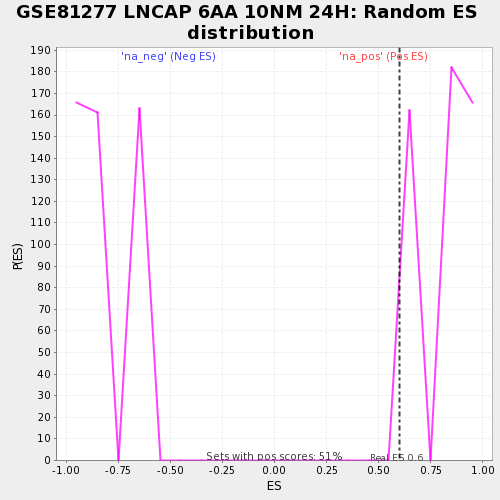 GSE81277 LNCAP 6AA 10NM 24H: Random ES
distribution
'na_neg' (Neg ES)
'na_pos' (Pos ES)
190
180
170
160
150
140
130
120
110
100
90
80
70
60
50
40
30
20
10
0
P(ES)
Sets with pos scores: 51%
Real ES 0.6
-1.00 -0.75 -0.50 -0.25 0.00 0.25 0.50 0.75 1.00
ES